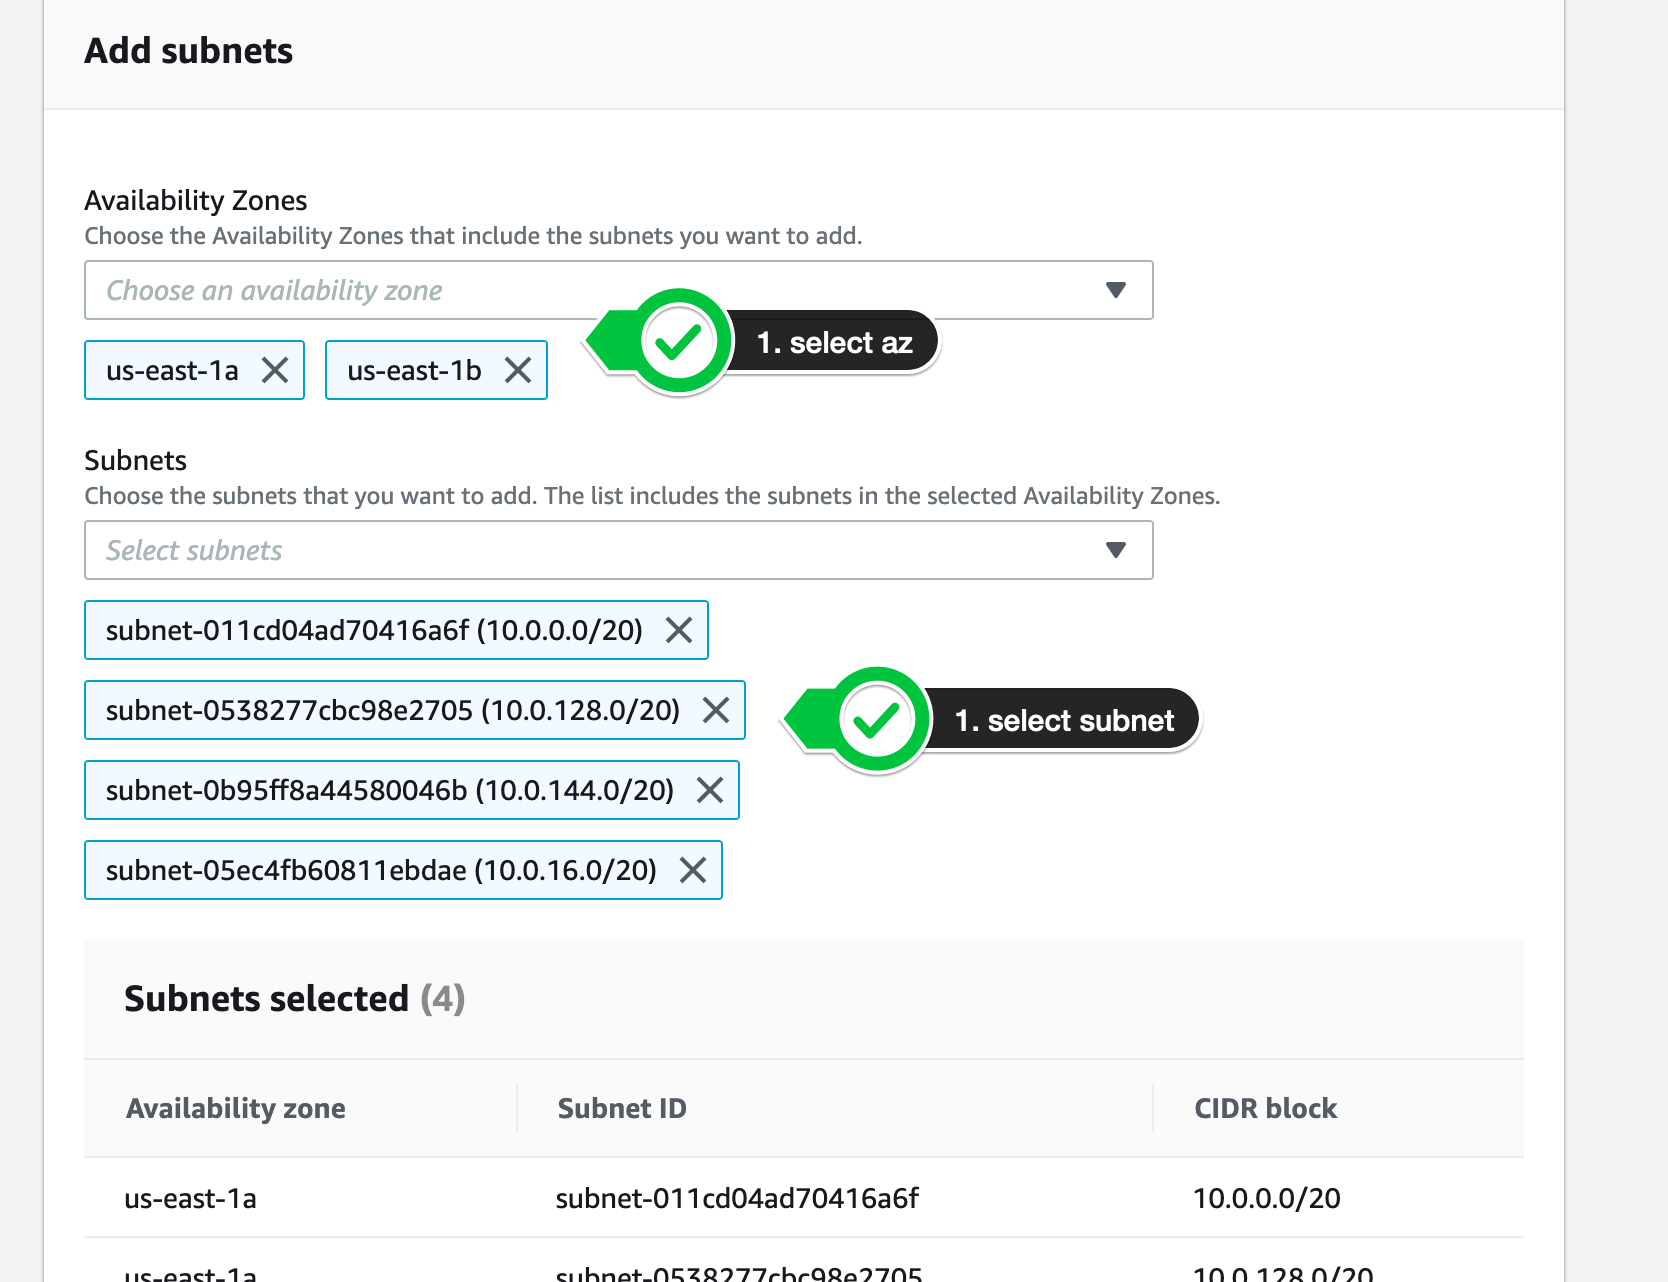 Add subnets
Availability Zones
Choose the Availability Zones that include the subnets you want to add.
Choose an availability zone
1. select az
us-east-1a
us-east-1b
Subnets
Choose the subnets that you want to add. The list includes the subnets in the selected Availability Zones.
Select subnets
subnet-011cd04ad70416a6f (10.0.0.0/20)
subnet-0538277cbc98e2705 (10.0.128.0/20)
1. select subnet
subnet-0b95ff8a44580046b (10.0.144.0/20)
subnet-05ec4fb60811ebdae (10.0.16.0/20)
Subnets selected (4)
Availability zone Subnet ID CIDR block
us-east-1a subnet-011cd04ad70416a6f 10.0.0.0/20
us-east-1a subnet-0538277cbc98e2705 10.0.128.0/20